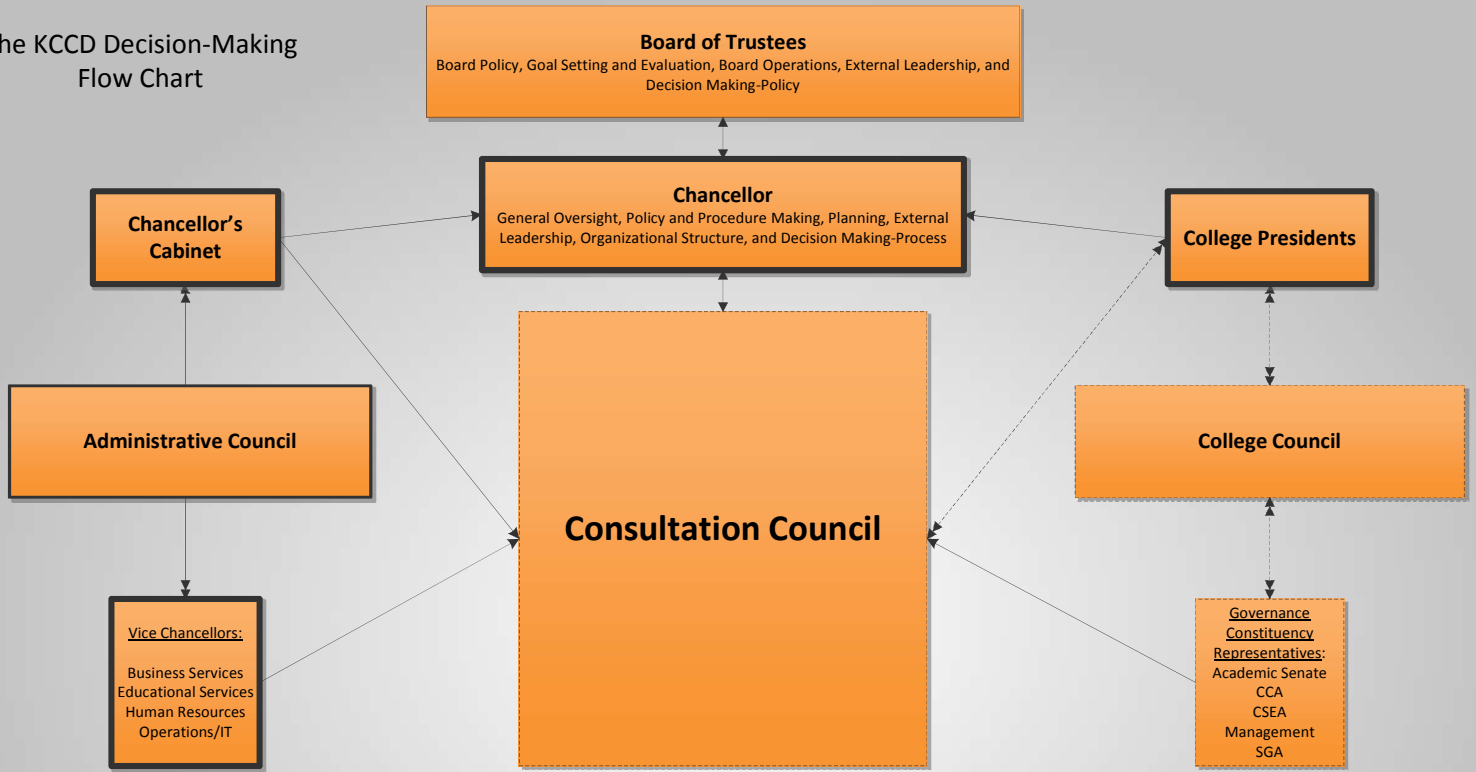 he KCCD Decision-Making
Flow Chart
Board of Trustees
Board Policy, Goal Setting and Evaluation, Board Operations, External Leadership, and
Decision Making-Policy
Chancellor
General Oversight, Policy and Procedure Making, Planning, External
Leadership, Organizational Structure, and Decision Making-Process
Chancellor’s
Cabinet
College Presidents
Administrative Council
Consultation Council
College Council
Vice Chancellors:
Business Services
Educational Services
Human Resources
Operations/IT
Governance
Constituency
Representatives:
Academic Senate
CCA
CSEA
Management
SGA